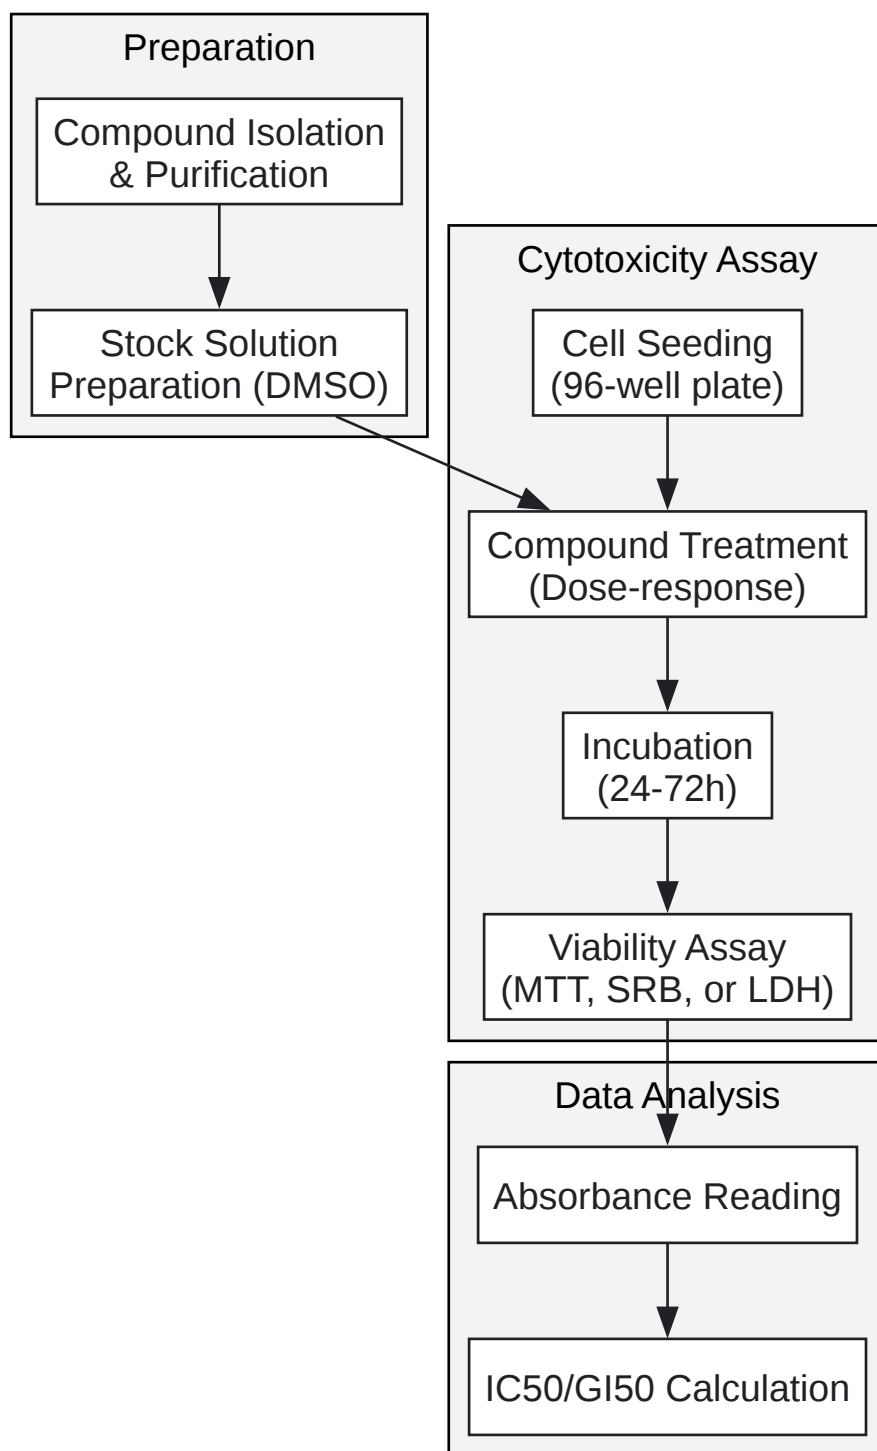 Preparation
Compound Isolation
& Purification
Stock Solution
Preparation (DMSO)
Cytotoxicity Assay
Cell Seeding
(96-well plate)
Compound Treatment
(Dose-response)
Incubation
(24-72h)
Viability Assay
(MTT, SRB, or LDH)
Data Analysis
Absorbance Reading
IC50/GI50 Calculation